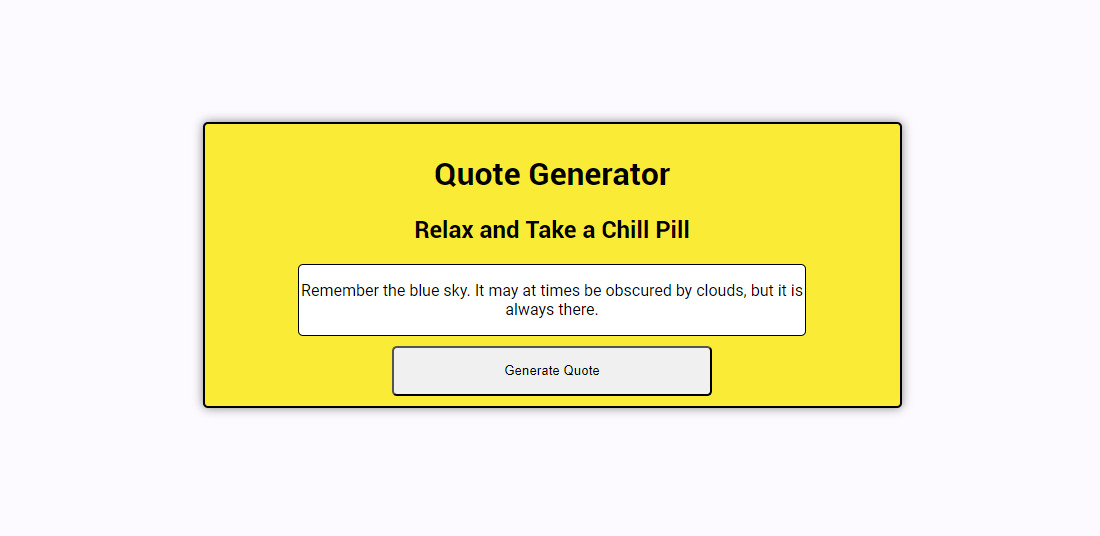 Quote Generator
Relax and Take a Chill Pill
Remember the blue sky. It may at times be obscured by clouds, but it is
always there.
Generate Quote